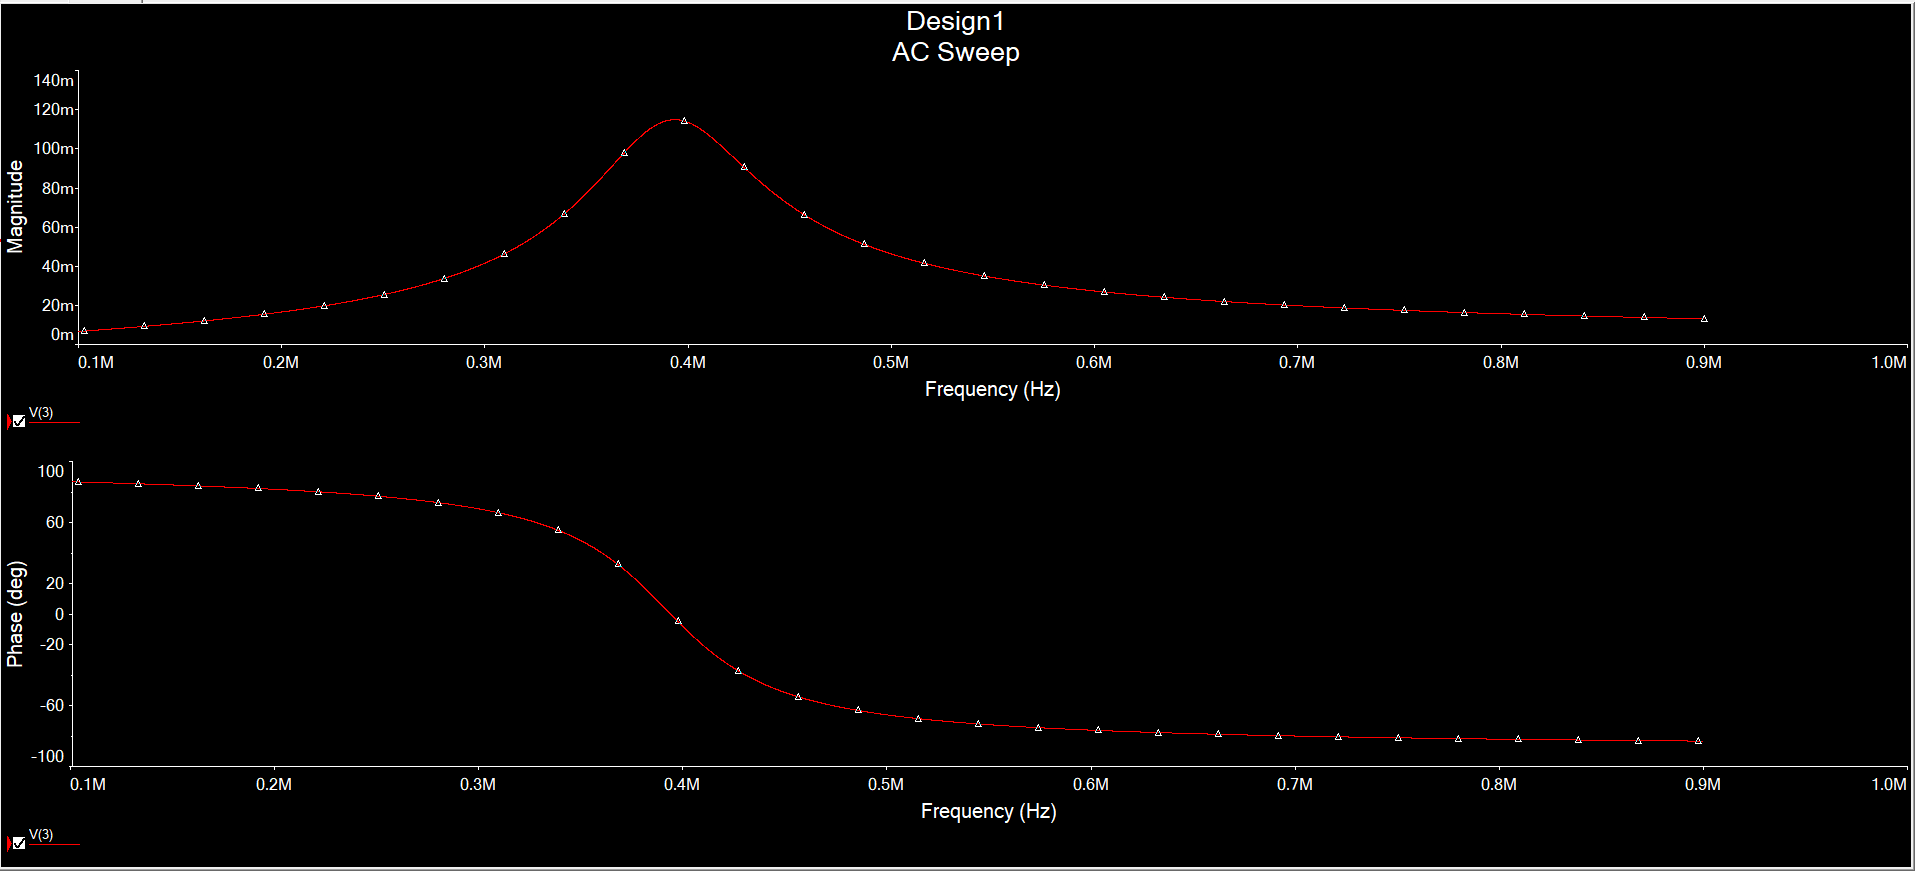 Design1
AC Sweep
140m
120m
100m
80m
60m
40m
20m
0m
Magnitude
0.1M 0.2M 0.3M 0.4M 0.5M 0.6M 0.7M 0.8M 0.9M 1.0M
Frequency (Hz)
V(3)
100
60
20
0
-20
-60
-100
Phase (deg)
0.1M 0.2M 0.3M 0.4M 0.5M 0.6M 0.7M 0.8M 0.9M 1.0M
Frequency (Hz)
V(3)